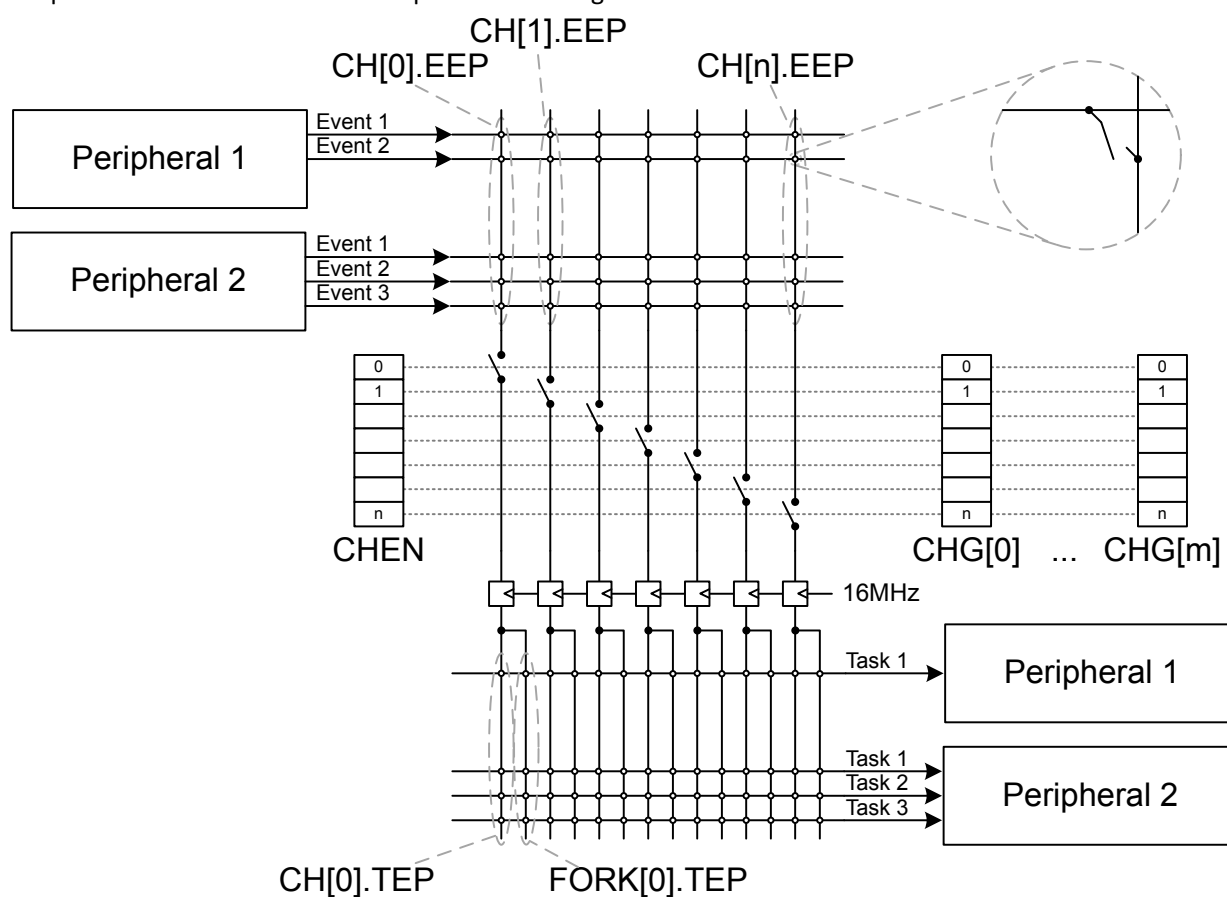 CH[1].EEP
CH[0].EEP
CH[n].EEP
Peripheral 1
Event 1
Event 2
Peripheral 2
Event 1
Event 2
Event 3
0
1
n
CHEN
0
1
n
CHG[0]
...
0
1
n
CHG[m]
16MHz
Task 1
Peripheral 1
Task 1
Task 2
Task 3
Peripheral 2
CH[0].TEP
FORK[0].TEP